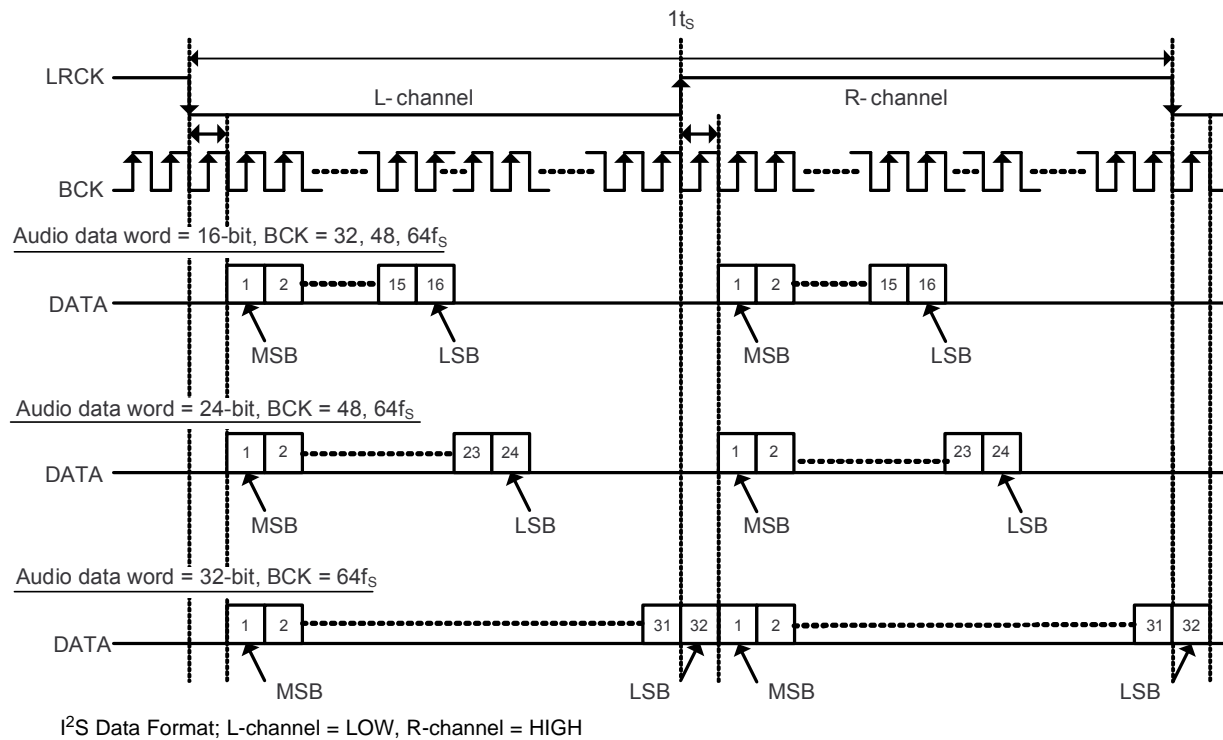 1tS
LRCK
L- channel
R- channel
BCK
Audio data word = 16-bit, BCK = 32, 48, 64fS
1 2 15 16 1 2 15 16
DATA
MSB LSB MSB LSB
Audio data word = 24-bit, BCK = 48, 64fS
1 2 23 24 1 2 23 24
DATA
MSB LSB MSB LSB
Audio data word = 32-bit, BCK = 64fS
1 2 31 32 1 2 31 32
DATA
MSB LSB MSB LSB
I²S Data Format; L-channel = LOW, R-channel = HIGH